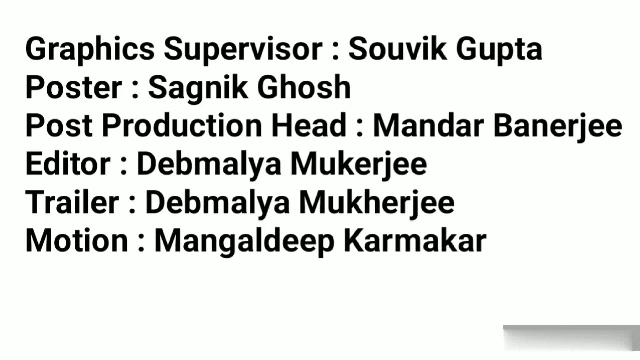 Graphics Supervisor : Souvik Gupta
Poster : Sagnik Ghosh
Post Production Head : Mandar Banerjee
Editor : Debmalya Mukerjee
Trailer : Debmalya Mukherjee
Motion : Mangaldeep Karmakar